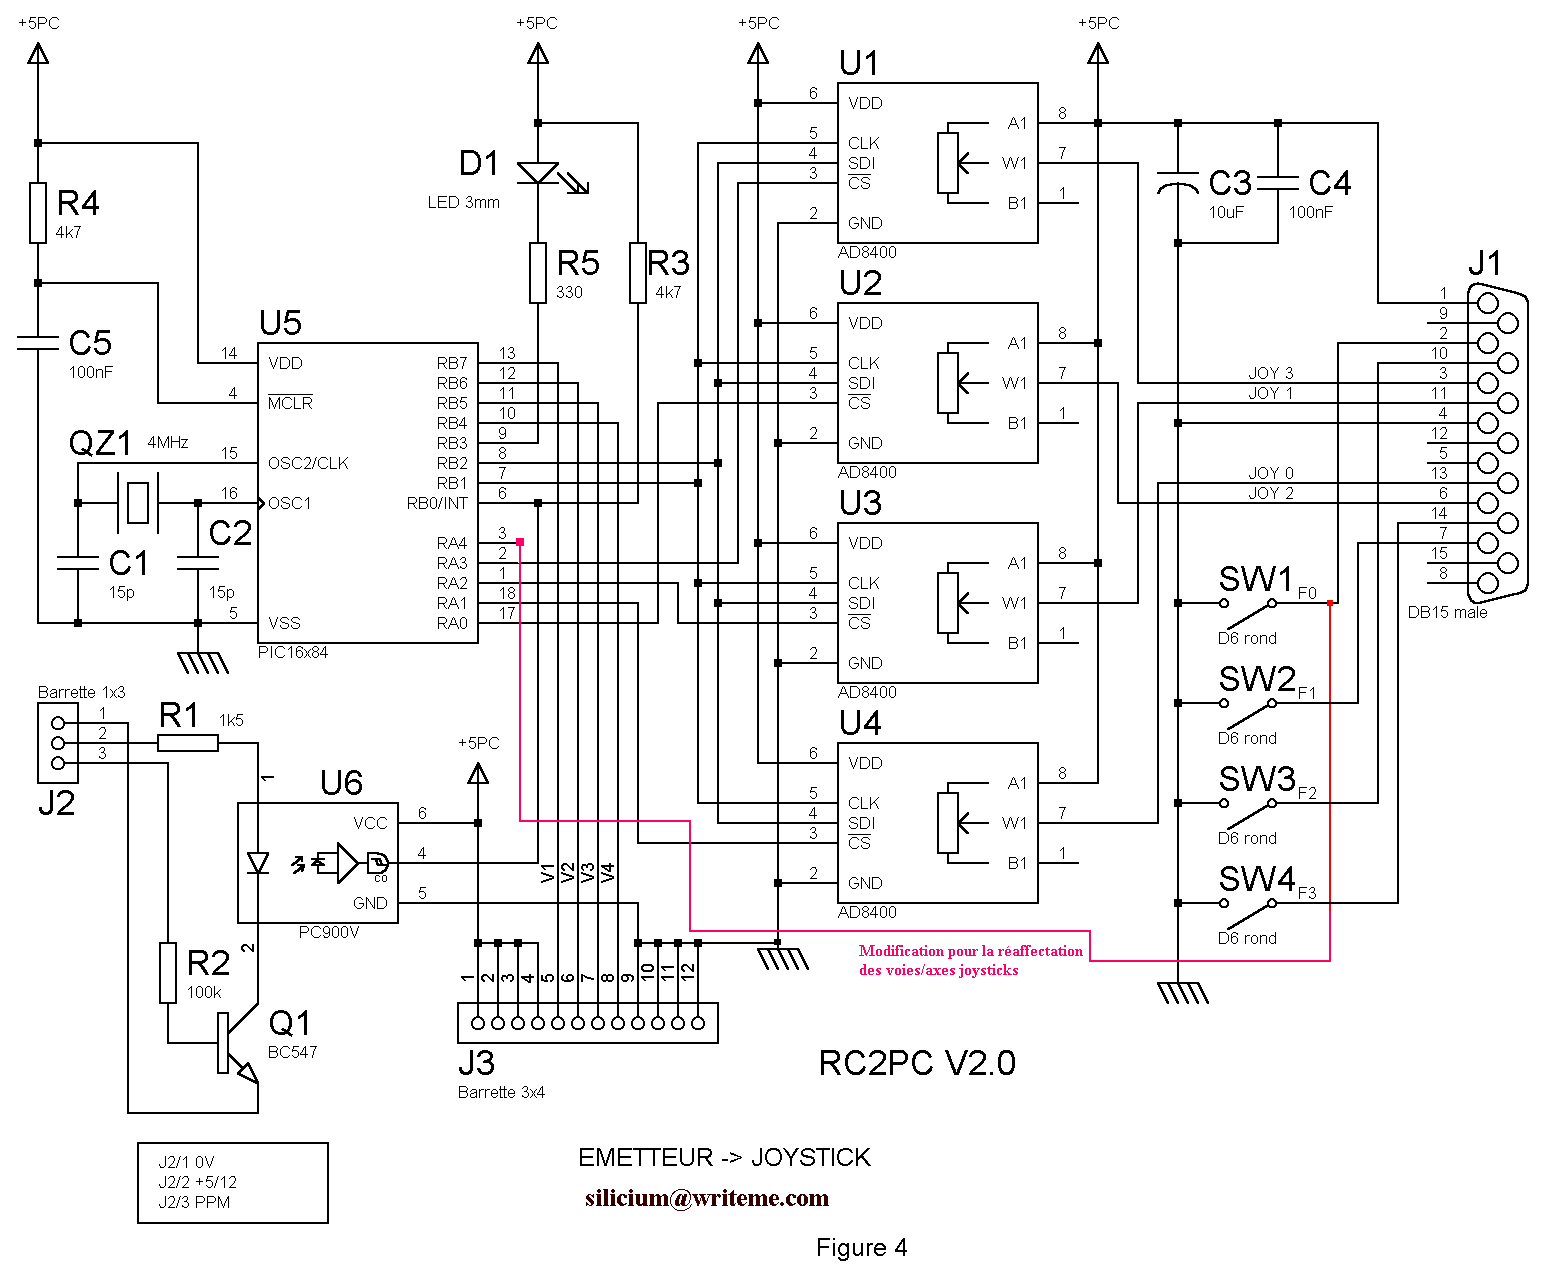 +5PC
+5PC
+5PC
+5PC
R4
4k7
C5
100nF
QZ1
4MHz
C1
15p
C2
15p
U5
14
VDD
4
MCLR
15
OSC2/CLK
16
OSC1
5
VSS
RB7
13
RB6
12
RB5
11
RB4
10
RB3
9
RB2
8
RB1
7
RB0/INT
6
RA4
3
RA3
2
RA2
1
RA1
18
RA0
17
PIC16x84
D1
LED 3mm
R5
330
R3
4k7
U1
6
VDD
5
CLK
4
SDI
3
CS
2
GND
A1
8
W1
7
B1
1
AD8400
U2
6
VDD
5
CLK
4
SDI
3
CS
2
GND
A1
8
W1
7
B1
1
AD8400
U3
6
VDD
5
CLK
4
SDI
3
CS
2
GND
A1
8
W1
7
B1
1
AD8400
U4
6
VDD
5
CLK
4
SDI
3
CS
2
GND
A1
8
W1
7
B1
1
AD8400
C3
10uF
C4
100nF
J1
1
9
2
10
3
11
4
12
5
13
6
14
7
15
8
JOY 3
JOY 1
JOY 0
JOY 2
DB15 male
SW1
F0
D6 rond
SW2
F1
D6 rond
SW3
F2
D6 rond
SW4
F3
D6 rond
Barrette 1x3
1
2
3
J2
R1
1k5
1
U6
VCC
6
4
CO
GND
5
PC900V
2
+5PC
R2
100k
Q1
BC547
V1
V2
V3
V4
1
2
3
4
5
6
7
8
9
10
11
12
J3
Barrette 3x4
Modification pour la réaffectation
des voies/axes joysticks
RC2PC V2.0
J2/1 0V
J2/2 +5/12
J2/3 PPM
EMETTEUR -> JOYSTICK
silicium@writeme.com
Figure 4